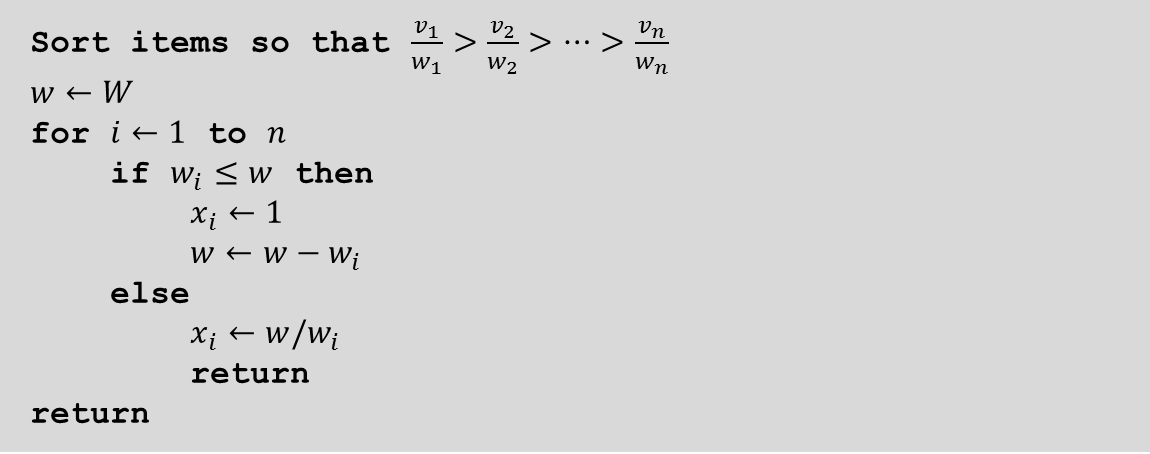 Sort items so that v₁/w₁ > v₂/w₂ > ⋯ > vₙ/wₙ
w ← W
for i ← 1 to n
if wᵢ ≤ w then
xᵢ ← 1
w ← w − wᵢ
else
xᵢ ← w/wᵢ
return
return